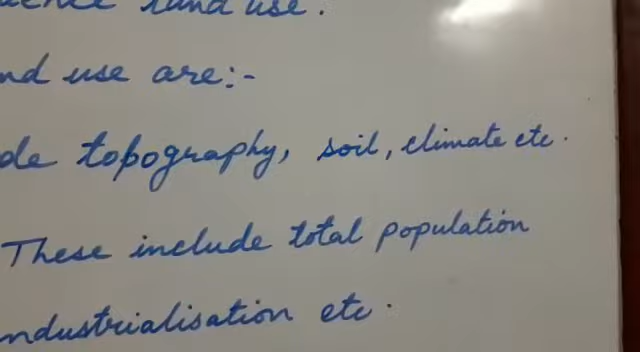 land use.
nd use are:-
de topography, soil, climate etc.
These include total population
ndustrialisation etc.